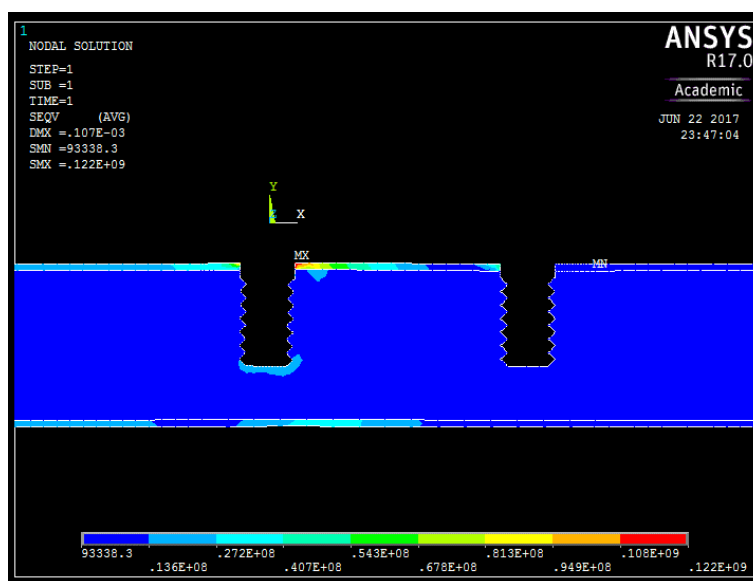 1
NODAL SOLUTION
STEP=1
SUB =1
TIME=1
SEQV (AVG)
DMX =.107E-03
SMN =93338.3
SMX =.122E+09
ANSYS
R17.0
Academic
JUN 22 2017
23:47:04
Y
X
MX
MN
93338.3 .272E+08 .543E+08 .813E+08 .108E+09
.136E+08 .407E+08 .678E+08 .949E+08 .122E+09